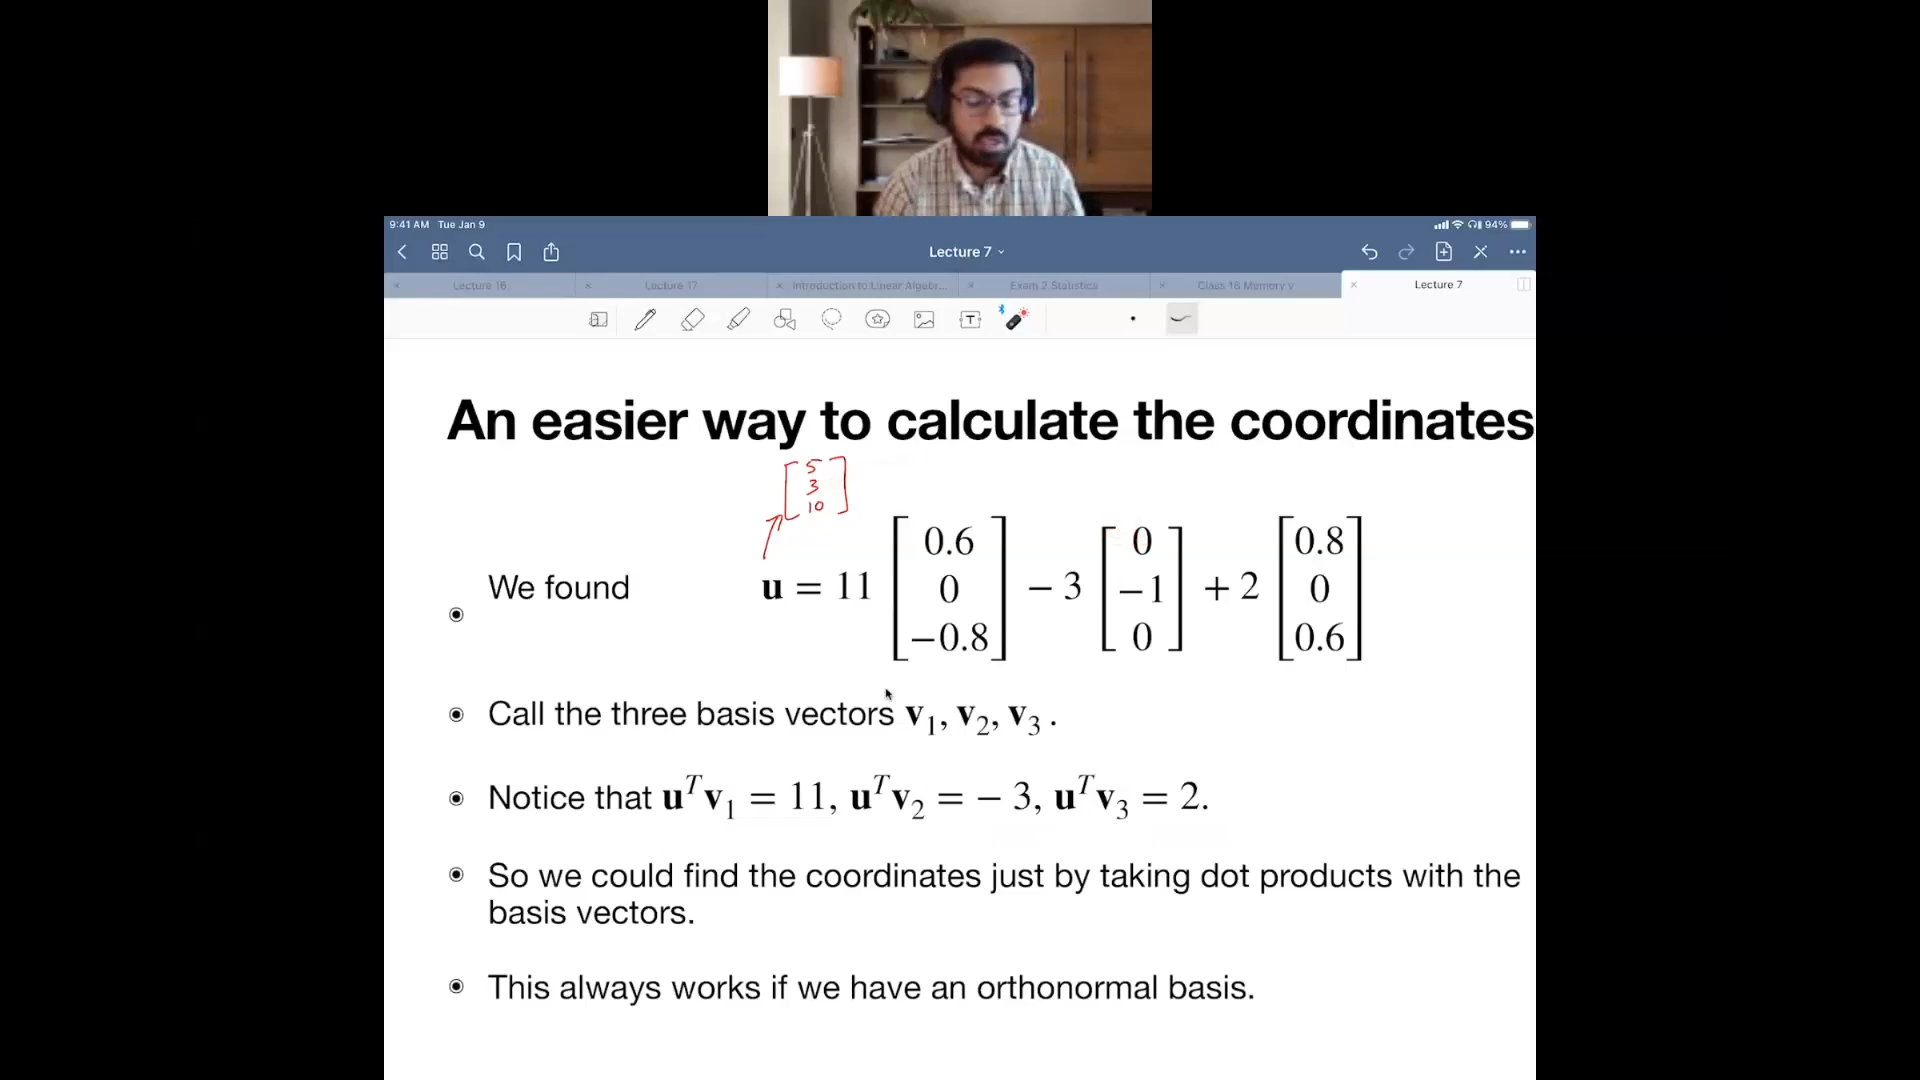 9:41 AM Tue Jan 9
94%
Lecture 7
Lecture 16
Lecture 17
Introduction to Linear Algebr...
Exam 2 Statistics
Class 16 Memory v
Lecture 7
T
An easier way to calculate the coordinates
[5 3 10]
We found u = 11 [0.6 0 −0.8] − 3 [0 −1 0] + 2 [0.8 0 0.6]
Call the three basis vectors v₁, v₂, v₃ .
Notice that uᵀv₁ = 11, uᵀv₂ = − 3, uᵀv₃ = 2.
So we could find the coordinates just by taking dot products with the
basis vectors.
This always works if we have an orthonormal basis.